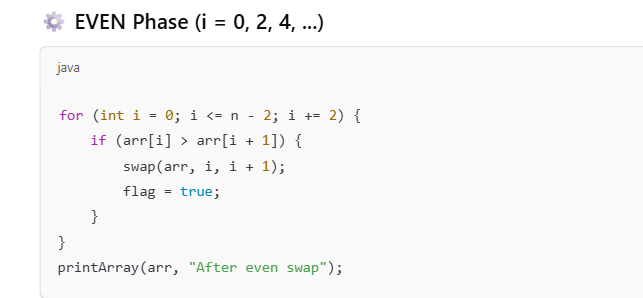 ⚙️ EVEN Phase (i = 0, 2, 4, ...)
java
for (int i = 0; i <= n - 2; i += 2) {
    if (arr[i] > arr[i + 1]) {
        swap(arr, i, i + 1);
        flag = true;
    }
}
printArray(arr, "After even swap");